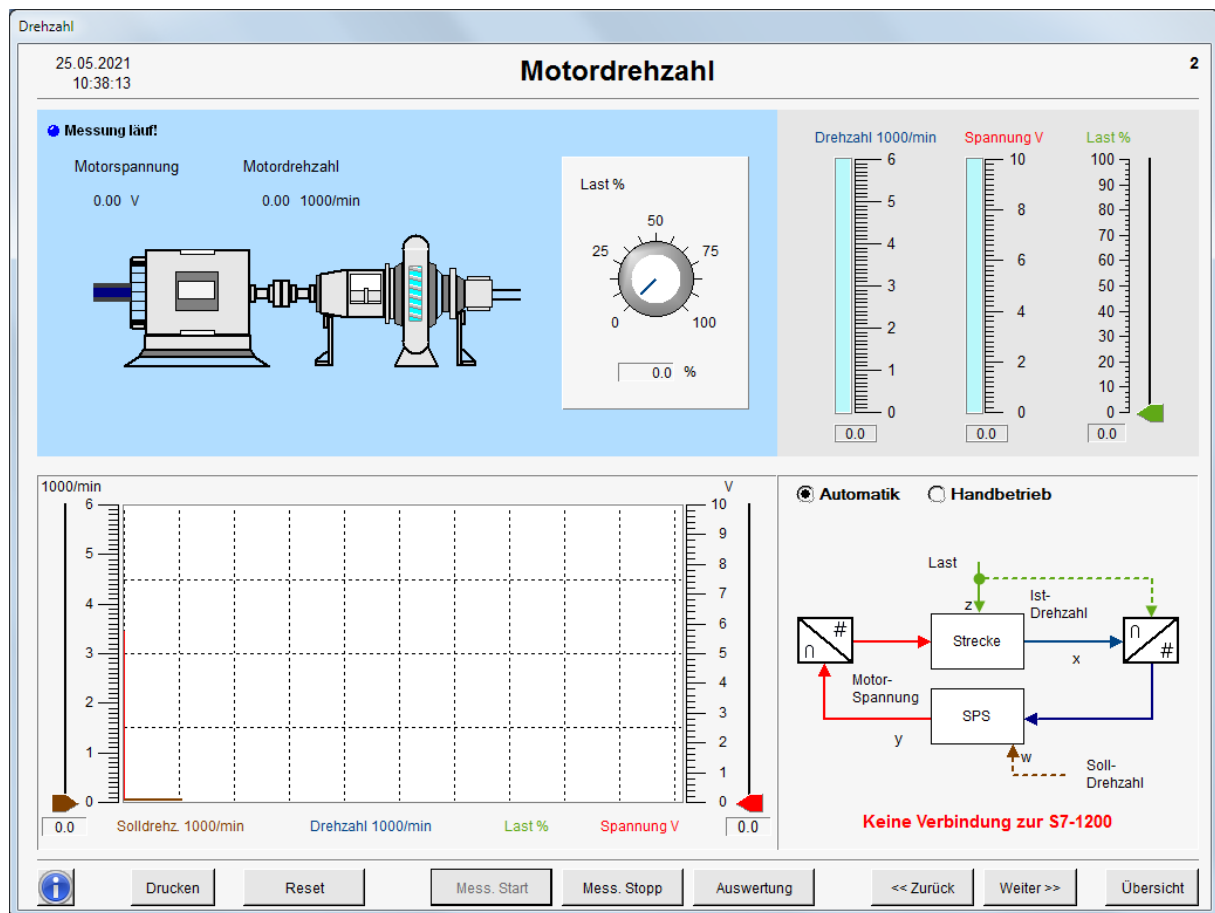 Drehzahl
25.05.2021
10:38:13
Motordrehzahl
2
Messung läuf!
Motorspannung Motordrehzahl
0.00 V 0.00 1000/min
Last %
50
25 75
0 100
0.0 %
Drehzahl 1000/min Spannung V Last %
6 10 100
90
5 8 80
4 70
6 60
3 50
4 40
2 30
2 20
1 10
0 0 0
0.0 0.0 0.0
1000/min V
6 10
9
5 8
4 7
6
3 5
4
2 3
2
1 1
0 0
0.0 Solldrehz. 1000/min Drehzahl 1000/min Last % Spannung V 0.0
Automatik Handbetrieb
Last
z
Ist-
Drehzahl
# ∩
Strecke
∩ #
x
Motor-
Spannung
SPS
y
w
Soll-
Drehzahl
Keine Verbindung zur S7-1200
i Drucken Reset Mess. Start Mess. Stopp Auswertung << Zurück Weiter >> Übersicht